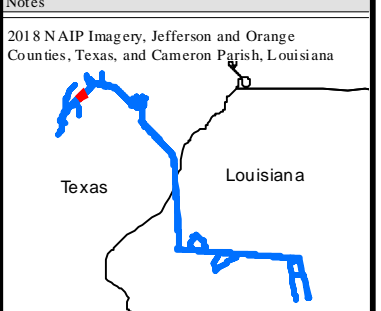 Notes
2018 NAIP Imagery, Jefferson and Orange
Counties, Texas, and Cameron Parish, Louisiana
Louisiana
Texas